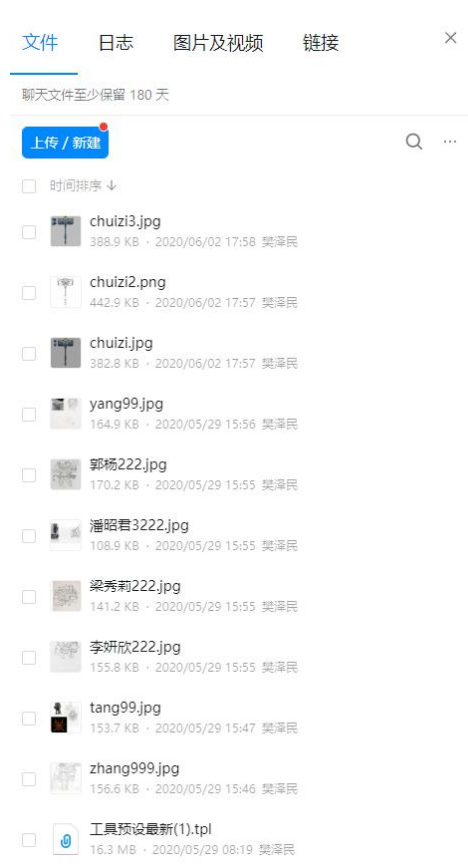 文件 日志 图片及视频 链接
聊天文件至少保留 180 天
上传 / 新建
时间排序
chuizi3.jpg
388.9 KB · 2020/06/02 17:58 樊泽民
chuizi2.png
442.9 KB · 2020/06/02 17:57 樊泽民
chuizi.jpg
382.8 KB · 2020/06/02 17:57 樊泽民
yang99.jpg
164.9 KB · 2020/05/29 15:56 樊泽民
郭杨222.jpg
170.2 KB · 2020/05/29 15:55 樊泽民
潘昭君3222.jpg
108.9 KB · 2020/05/29 15:55 樊泽民
梁秀莉222.jpg
141.2 KB · 2020/05/29 15:55 樊泽民
李妍欣222.jpg
155.8 KB · 2020/05/29 15:55 樊泽民
tang99.jpg
153.7 KB · 2020/05/29 15:47 樊泽民
zhang999.jpg
156.6 KB · 2020/05/29 15:46 樊泽民
工具预设最新(1).tpl
16.3 MB · 2020/05/29 08:19 樊泽民